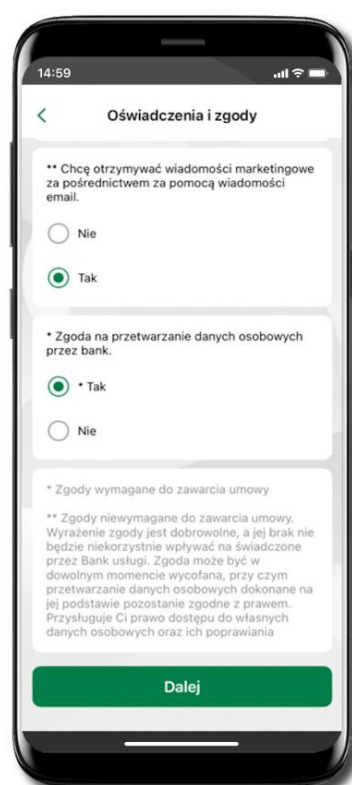 14:59
Oświadczenia i zgody
** Chcę otrzymywać wiadomości marketingowe
za pośrednictwem za pomocą wiadomości
email.
Nie
Tak
* Zgoda na przetwarzanie danych osobowych
przez bank.
* Tak
Nie
* Zgody wymagane do zawarcia umowy
** Zgody niewymagane do zawarcia umowy.
Wyrażenie zgody jest dobrowolne, a jej brak nie
będzie niekorzystnie wpływać na świadczone
przez Bank usługi. Zgoda może być w
dowolnym momencie wycofana, przy czym
przetwarzanie danych osobowych dokonane na
jej podstawie pozostanie zgodne z prawem.
Przysługuje Ci prawo dostępu do własnych
danych osobowych oraz ich poprawiania
Dalej